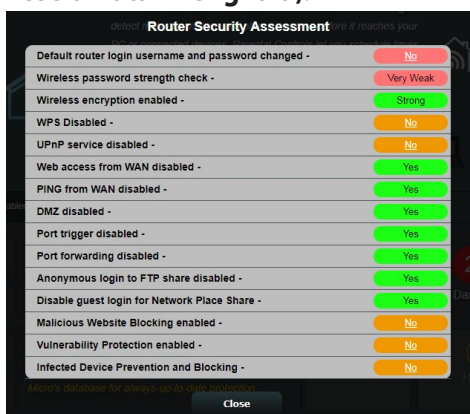 Router Security Assessment
Default router login username and password changed - No
Wireless password strength check - Very Weak
Wireless encryption enabled - Strong
WPS Disabled - No
UPnP service disabled - No
Web access from WAN disabled - Yes
PING from WAN disabled - Yes
DMZ disabled - Yes
Port trigger disabled - Yes
Port forwarding disabled - Yes
Anonymous login to FTP share disabled - Yes
Disable guest login for Network Place Share - Yes
Malicious Website Blocking enabled - No
Vulnerability Protection enabled - No
Infected Device Prevention and Blocking - No
Micro's database for always-up-to-date protection
Close